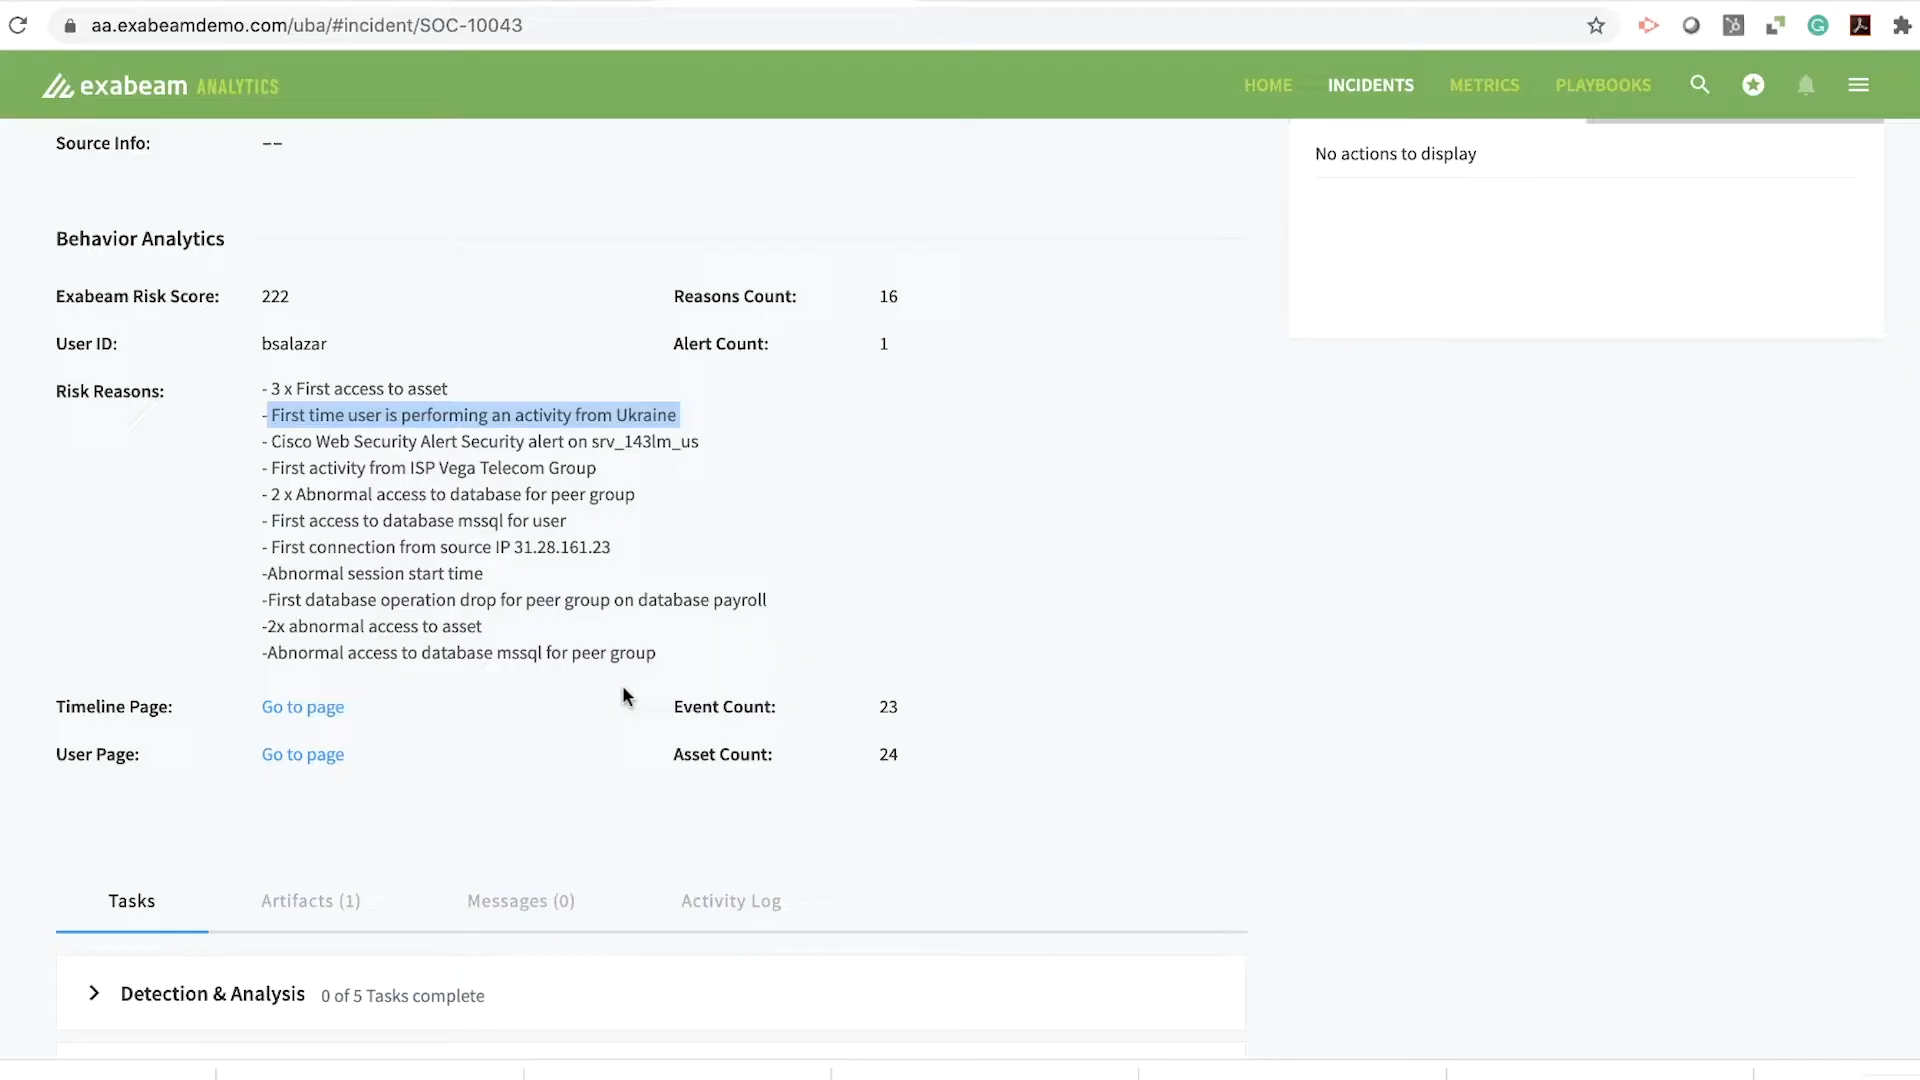 aa.exabeamdemo.com/uba/#incident/SOC-10043
exabeam ANALYTICS
HOME INCIDENTS METRICS PLAYBOOKS
Source Info: --
No actions to display
Behavior Analytics
Exabeam Risk Score: 222 Reasons Count: 16
User ID: bsalazar Alert Count: 1
Risk Reasons: - 3 x First access to asset
- First time user is performing an activity from Ukraine
- Cisco Web Security Alert Security alert on srv_143lm_us
- First activity from ISP Vega Telecom Group
- 2 x Abnormal access to database for peer group
- First access to database mssql for user
- First connection from source IP 31.28.161.23
-Abnormal session start time
-First database operation drop for peer group on database payroll
-2x abnormal access to asset
-Abnormal access to database mssql for peer group
Timeline Page: Go to page Event Count: 23
User Page: Go to page Asset Count: 24
Tasks Artifacts (1) Messages (0) Activity Log
Detection & Analysis 0 of 5 Tasks complete